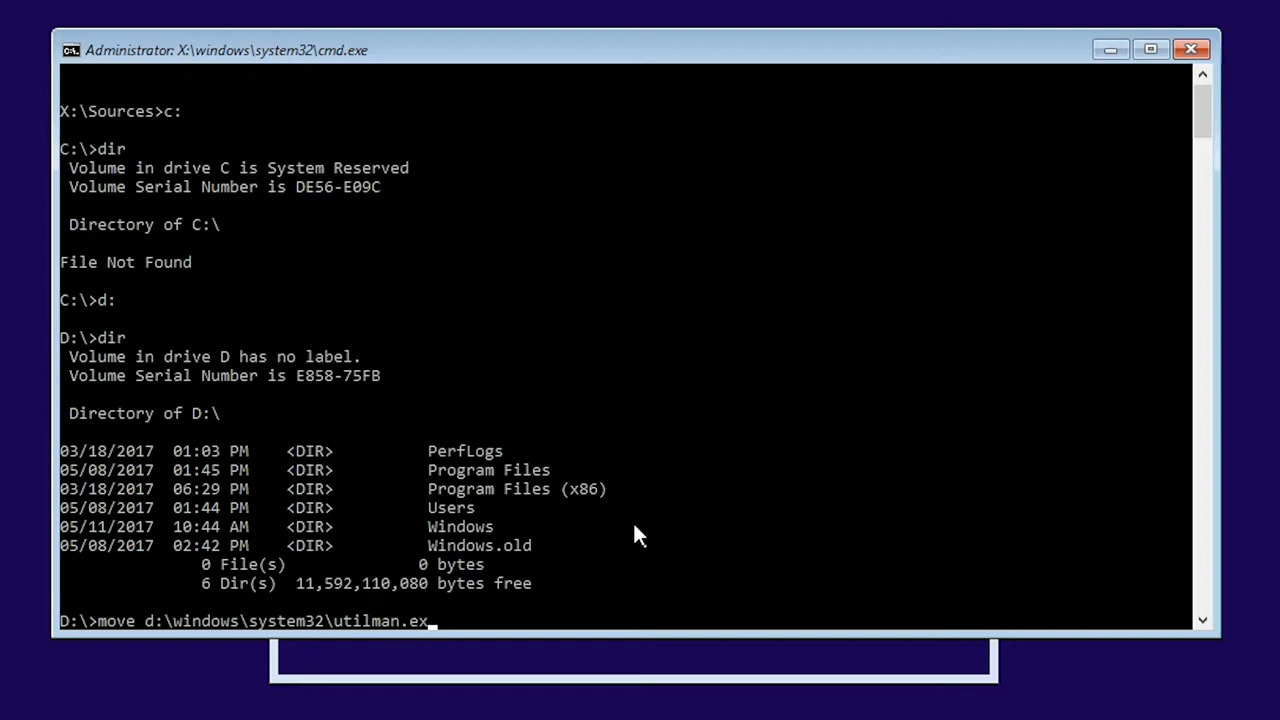 Administrator: X:\windows\system32\cmd.exe
X:\Sources>c:
C:\>dir
Volume in drive C is System Reserved
Volume Serial Number is DE56-E09C
Directory of C:\
File Not Found
C:\>d:
D:\>dir
Volume in drive D has no label.
Volume Serial Number is E858-75FB
Directory of D:\
03/18/2017  01:03 PM    <DIR>          PerfLogs
05/08/2017  01:45 PM    <DIR>          Program Files
03/18/2017  06:29 PM    <DIR>          Program Files (x86)
05/08/2017  01:44 PM    <DIR>          Users
05/11/2017  10:44 AM    <DIR>          Windows
05/08/2017  02:42 PM    <DIR>          Windows.old
0 File(s)              0 bytes
6 Dir(s)  11,592,110,080 bytes free
D:\>move d:\windows\system32\utilman.ex